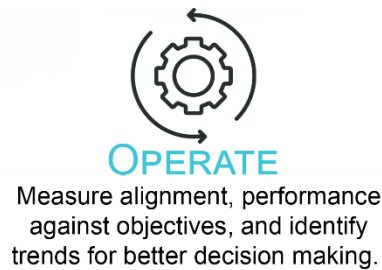 OPERATE
Measure alignment, performance
against objectives, and identify
trends for better decision making.